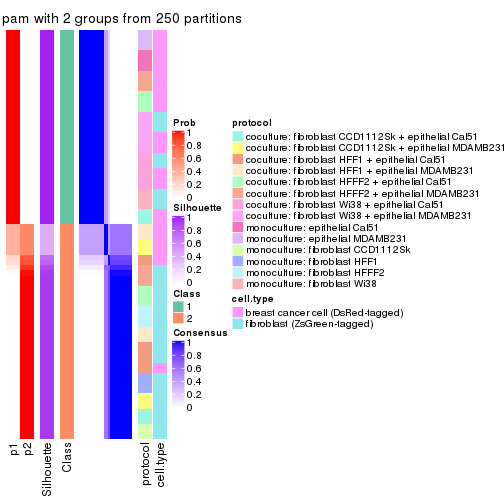 pam with 2 groups from 250 partitions
Prob
1
0.8
0.6
0.4
0.2
0
Silhouette
1
0.8
0.6
0.4
0.2
0
Class
1
2
Consensus
1
0.8
0.6
0.4
0.2
0
protocol
coculture: fibroblast CCD1112Sk + epithelial Cal51
coculture: fibroblast CCD1112Sk + epithelial MDAMB231
coculture: fibroblast HFF1 + epithelial Cal51
coculture: fibroblast HFF1 + epithelial MDAMB231
coculture: fibroblast HFFF2 + epithelial Cal51
coculture: fibroblast HFFF2 + epithelial MDAMB231
coculture: fibroblast Wi38 + epithelial Cal51
coculture: fibroblast Wi38 + epithelial MDAMB231
monoculture: epithelial Cal51
monoculture: epithelial MDAMB231
monoculture: fibroblast CCD1112Sk
monoculture: fibroblast HFF1
monoculture: fibroblast HFFF2
monoculture: fibroblast Wi38
cell.type
breast cancer cell (DsRed-tagged)
fibroblast (ZsGreen-tagged)
p1
p2
Silhouette
Class
protocol
cell.type